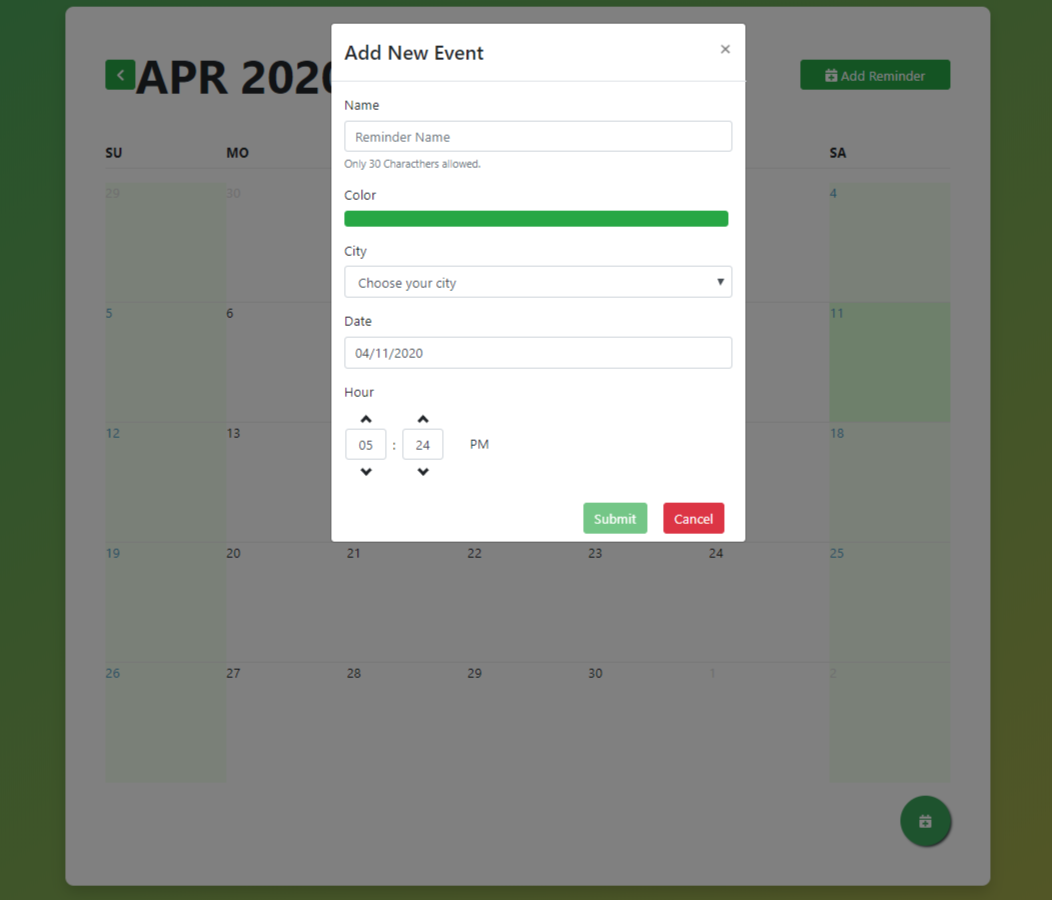 Add New Event ×
APR 2020
Add Reminder
Name
Reminder Name
Only 30 Characthers allowed.
Color
City
Choose your city
Date
04/11/2020
Hour
05 : 24 PM
Submit Cancel
SU MO SA
29 30 4
5 6 11
12 13 18
19 20 21 22 23 24 25
26 27 28 29 30 1 2